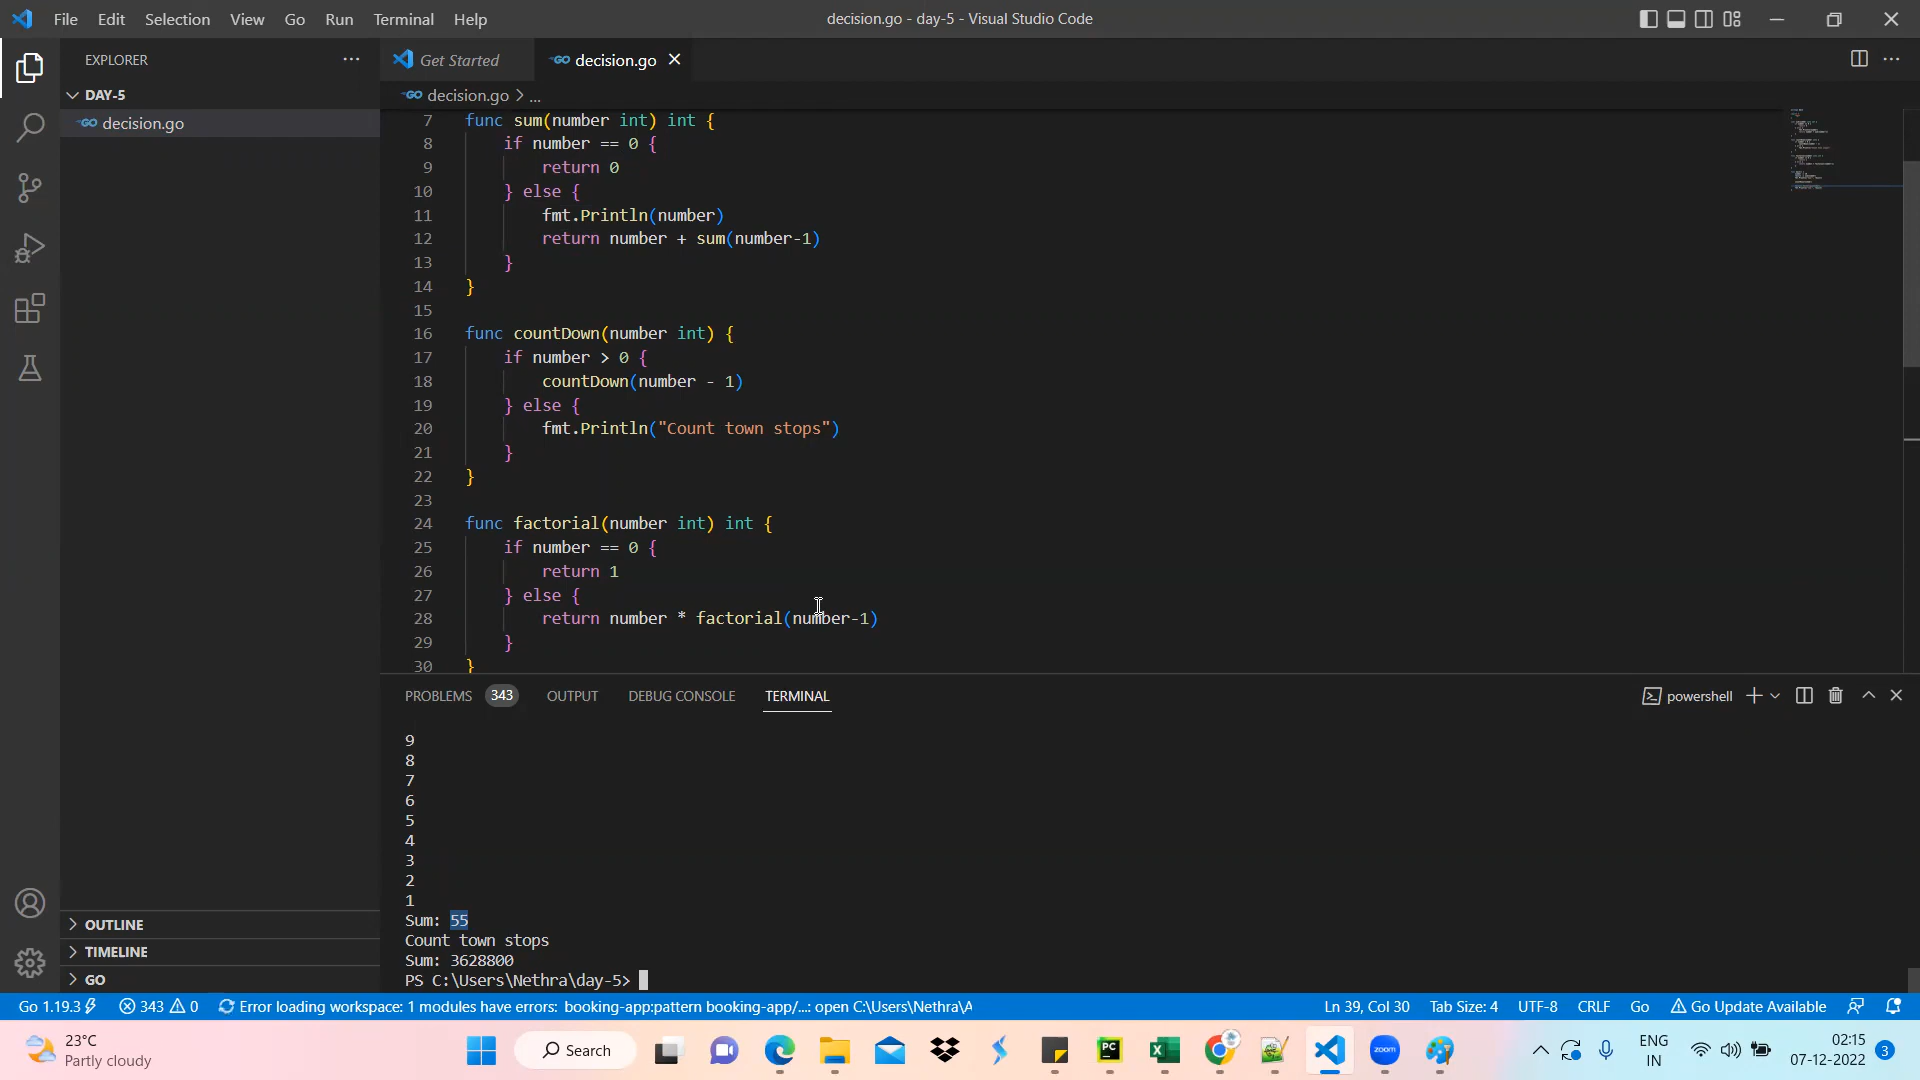 File Edit Selection View Go Run Terminal Help
decision.go - day-5 - Visual Studio Code
EXPLORER
Get Started
decision.go
DAY-5
decision.go > ...
decision.go
7 func sum(number int) int {
8 if number == 0 {
9 return 0
10 } else {
11 fmt.Println(number)
12 return number + sum(number-1)
13 }
14 }
15
16 func countDown(number int) {
17 if number > 0 {
18 countDown(number - 1)
19 } else {
20 fmt.Println("Count town stops")
21 }
22 }
23
24 func factorial(number int) int {
25 if number == 0 {
26 return 1
27 } else {
28 return number * factorial(number-1)
29 }
30 }
PROBLEMS 343 OUTPUT DEBUG CONSOLE TERMINAL
powershell
9
8
7
6
5
4
3
2
1
Sum: 55
Count town stops
Sum: 3628800
PS C:\Users\Nethra\day-5>
OUTLINE
TIMELINE
GO
Go 1.19.3 343 0 Error loading workspace: 1 modules have errors: booking-app:pattern booking-app/...: open C:\Users\Nethra\A
Ln 39, Col 30 Tab Size: 4 UTF-8 CRLF Go Go Update Available
23°C
Partly cloudy
Search
PC
zoom
ENG
IN
02:15
07-12-2022
3